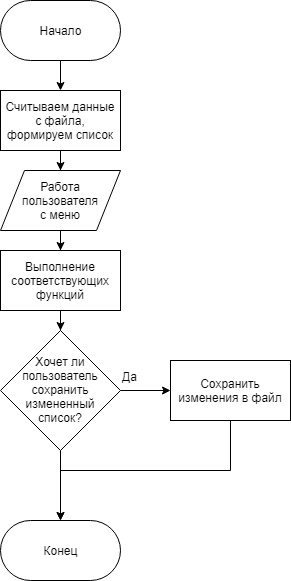 Начало
Считываем данные
с файла,
формируем список
Работа
пользователя
с меню
Выполнение
соответствующих
функций
Хочет ли
пользователь
сохранить
измененный
список?
Да
Сохранить
изменения в файл
Конец